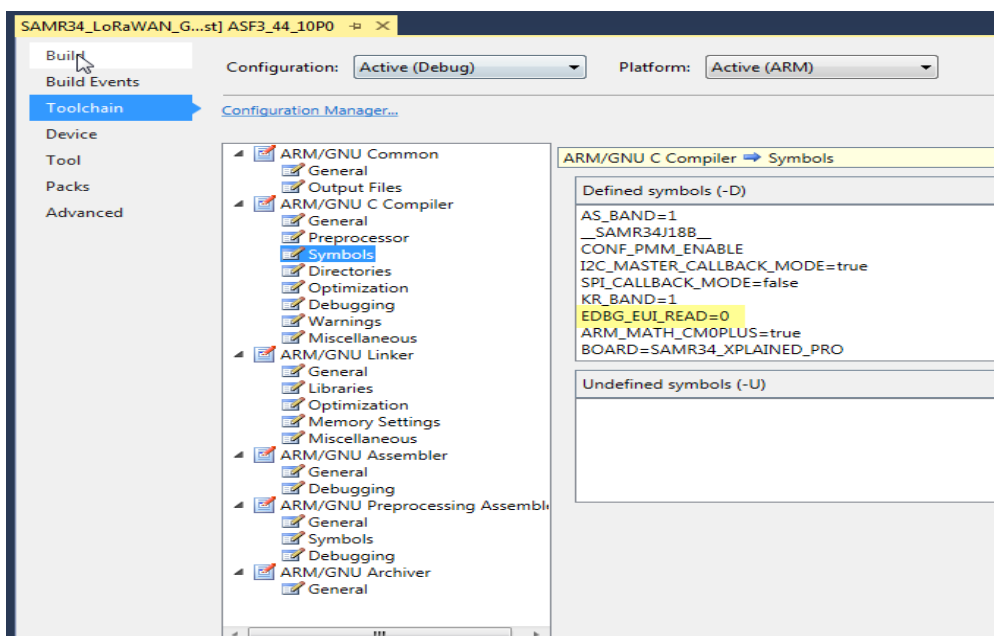 SAMR34_LoRaWAN_G...st] ASF3_44_10P0
Build
Build Events
Toolchain
Device
Tool
Packs
Advanced
Configuration: Active (Debug) Platform: Active (ARM)
Configuration Manager...
ARM/GNU Common
General
Output Files
ARM/GNU C Compiler
General
Preprocessor
Symbols
Directories
Optimization
Debugging
Warnings
Miscellaneous
ARM/GNU Linker
General
Libraries
Optimization
Memory Settings
Miscellaneous
ARM/GNU Assembler
General
Debugging
ARM/GNU Preprocessing Assemble
General
Symbols
Debugging
ARM/GNU Archiver
General
ARM/GNU C Compiler Symbols
Defined symbols (-D)
AS_BAND=1
__SAMR34J18B__
CONF_PMM_ENABLE
I2C_MASTER_CALLBACK_MODE=true
SPI_CALLBACK_MODE=false
KR_BAND=1
EDBG_EUI_READ=0
ARM_MATH_CM0PLUS=true
BOARD=SAMR34_XPLAINED_PRO
Undefined symbols (-U)